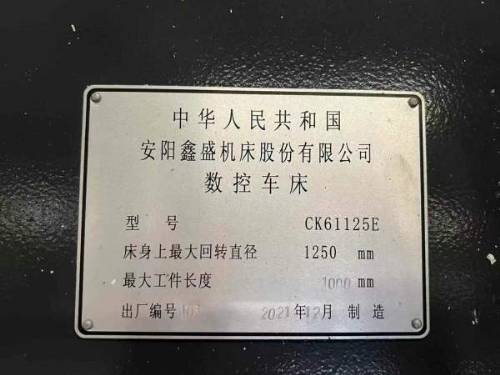 中华人民共和国
安阳鑫盛机床股份有限公司
数控车床
型 号 CK61125E
床身上最大回转直径 1250 mm
最大工件长度 1000 mm
出厂编号 2021年12月 制造